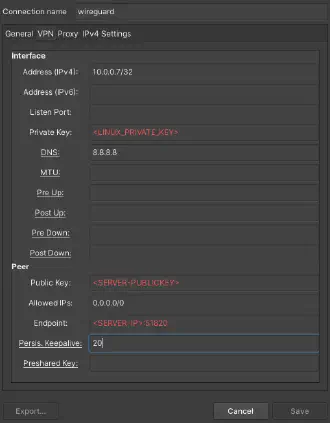 Connection name wireguard
General VPN Proxy IPv4 Settings
Interface
Address (IPv4): 10.0.0.7/32
Address (IPv6):
Listen Port:
Private Key: <LINUX_PRIVATE_KEY>
DNS: 8.8.8.8
MTU:
Pre Up:
Post Up:
Pre Down:
Post Down:
Peer
Public Key: <SERVER-PUBLICKEY>
Allowed IPs: 0.0.0.0/0
Endpoint: <SERVER_IP>:51820
Persis. Keepalive: 20
Preshared Key:
Export... Cancel Save